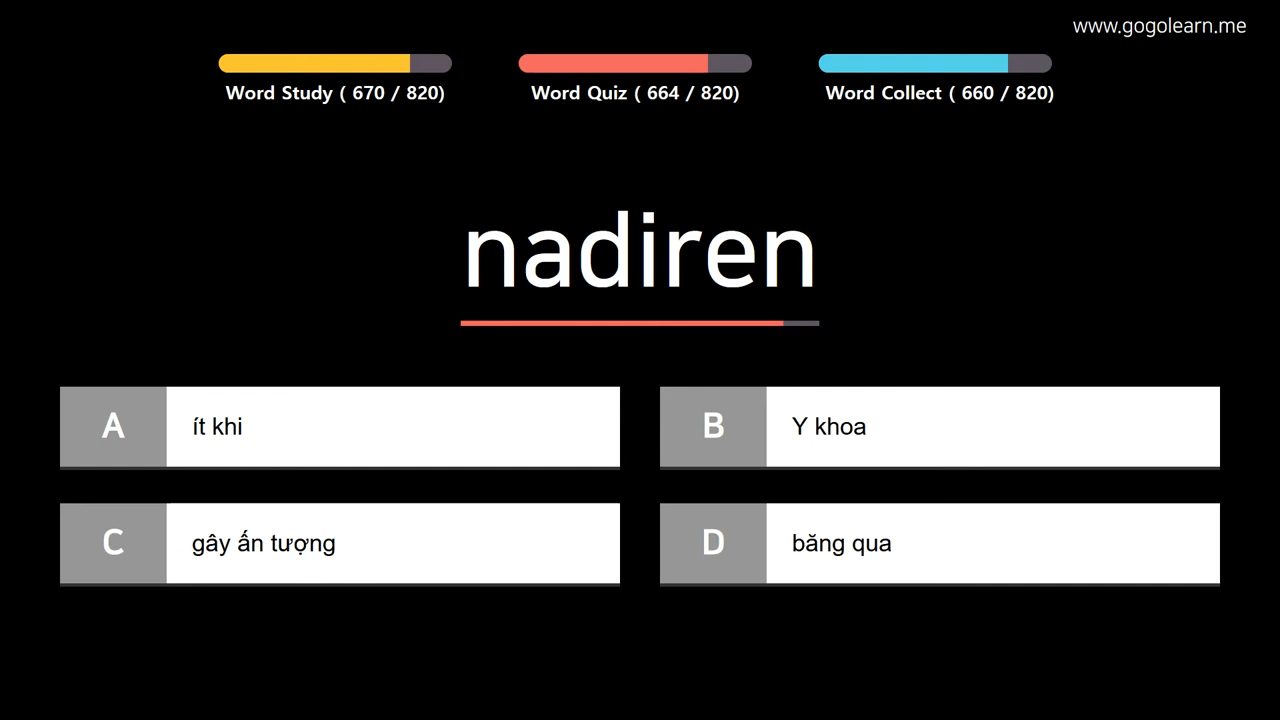 www.gogolearn.me
Word Study ( 670 / 820)
Word Quiz ( 664 / 820)
Word Collect ( 660 / 820)
nadiren
A
ít khi
B
Y khoa
C
gây ấn tượng
D
băng qua